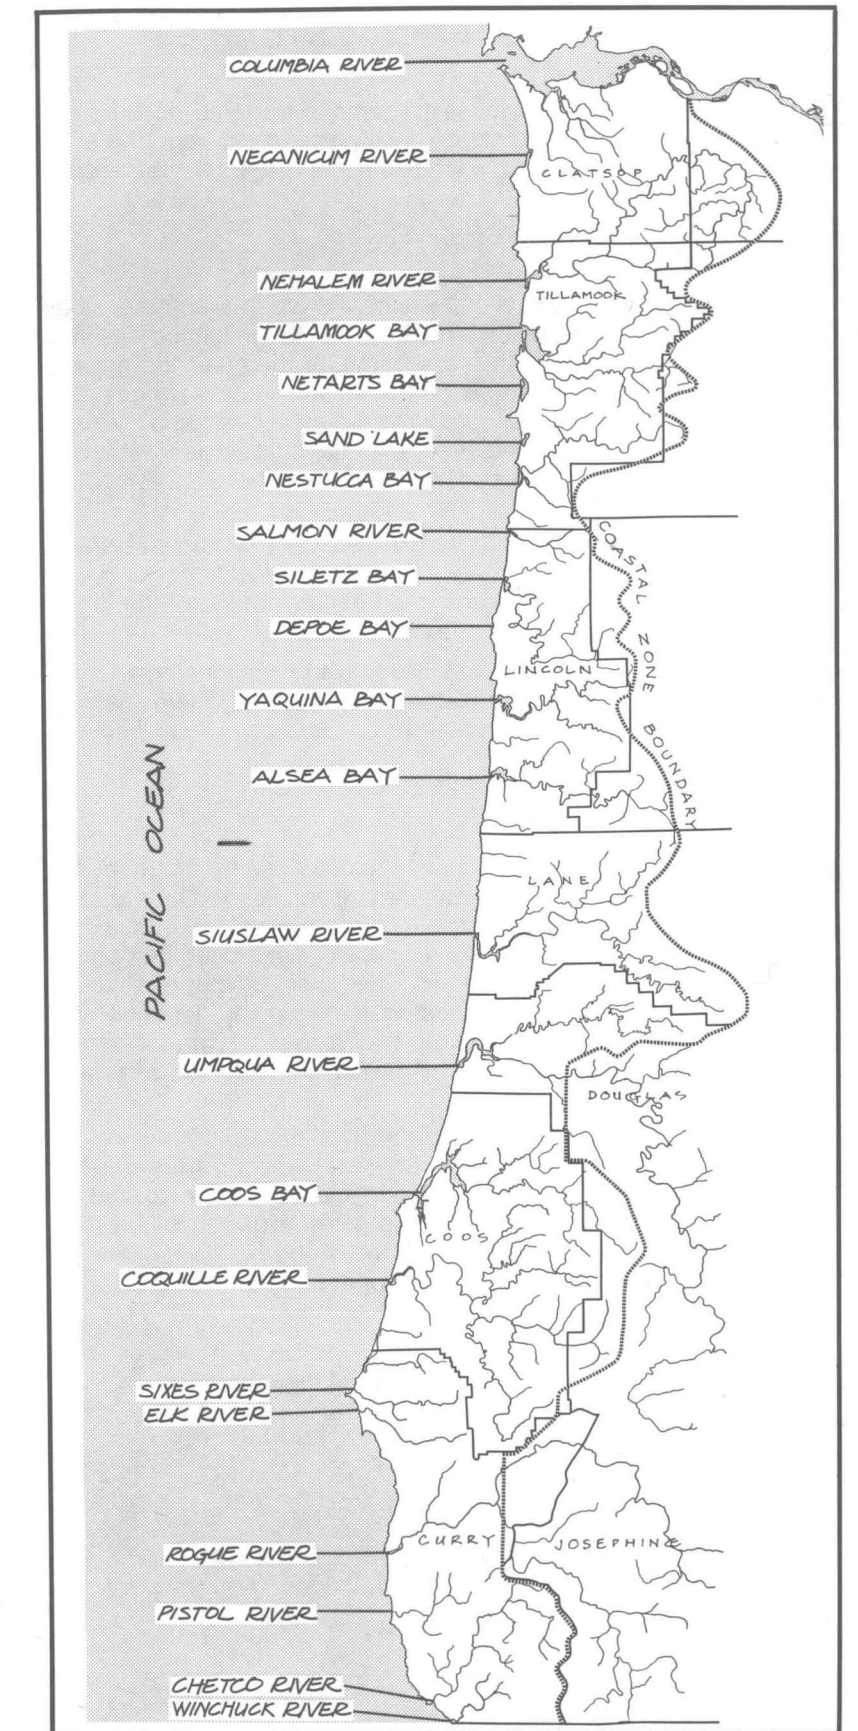 COLUMBIA RIVER
NECANICUM RIVER
CLATSOP
NEHALEM RIVER
TILLAMOOK
TILLAMOOK BAY
NETARTS BAY
SAND LAKE
NESTUCCA BAY
SALMON RIVER
COASTAL ZONE BOUNDARY
SILETZ BAY
DEPOE BAY
LINCOLN
YAQUINA BAY
ALSEA BAY
PACIFIC OCEAN
LANE
SIUSLAW RIVER
UMPQUA RIVER
DOUGLAS
COOS BAY
COOS
COQUILLE RIVER
SIXES RIVER
ELK RIVER
CURRY
JOSEPHINE
ROGUE RIVER
PISTOL RIVER
CHETCO RIVER
WINCHUCK RIVER